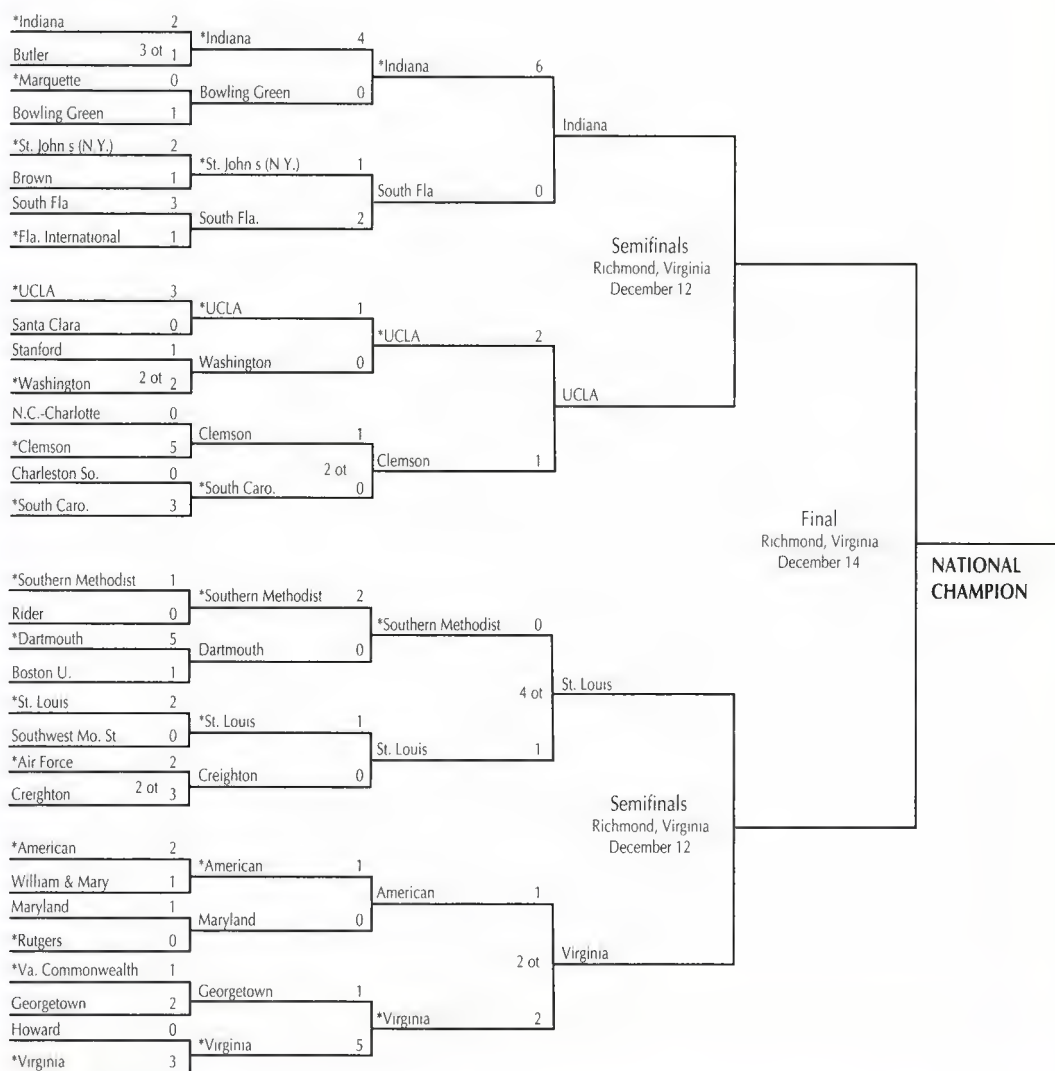 *Indiana 2
Butler 3 ot 1
*Marquette 0
Bowling Green 1
*St. John s (N.Y.) 2
Brown 1
South Fla 3
*Fla. International 1
*UCLA 3
Santa Clara 0
Stanford 1
*Washington 2 ot 2
N.C.-Charlotte 0
*Clemson 5
Charleston So. 0
*South Caro. 3
*Southern Methodist 1
Rider 0
*Dartmouth 5
Boston U. 1
*St. Louis 2
Southwest Mo. St 0
*Air Force 2
Creighton 2 ot 3
*American 2
William & Mary 1
Maryland 1
*Rutgers 0
*Va. Commonwealth 1
Georgetown 2
Howard 0
*Virginia 3
*Indiana 4
Bowling Green 0
*St. John s (N Y.) 1
South Fla. 2
*UCLA 1
Washington 0
Clemson 1
2 ot
*South Caro. 0
*Southern Methodist 2
Dartmouth 0
*St. Louis 1
Creighton 0
*American 1
Maryland 0
Georgetown 1
*Virginia 5
*Indiana 6
South Fla 0
*UCLA 2
Clemson 1
*Southern Methodist 0
4 ot
St. Louis 1
American 1
2 ot
*Virginia 2
Indiana
UCLA
St. Louis
Virginia
Semifinals
Richmond, Virginia
December 12
Semifinals
Richmond, Virginia
December 12
Final
Richmond, Virginia
December 14
NATIONAL
CHAMPION